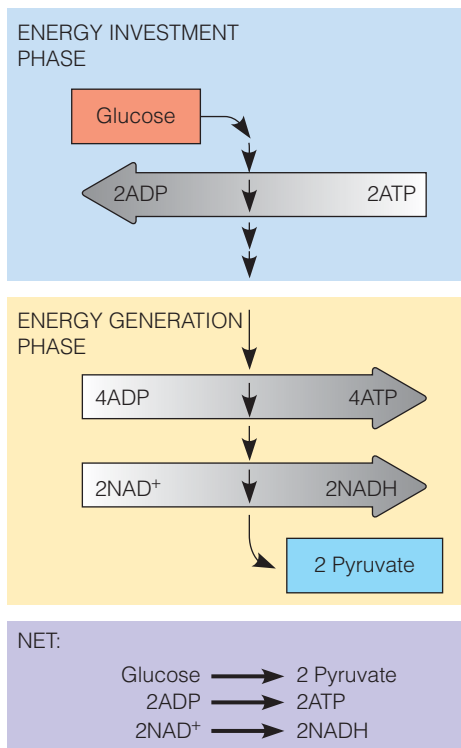 ENERGY INVESTMENT
PHASE
Glucose
2ADP 2ATP
ENERGY GENERATION
PHASE
4ADP 4ATP
2NAD⁺ 2NADH
2 Pyruvate
NET:
Glucose 2 Pyruvate
2ADP 2ATP
2NAD⁺ 2NADH